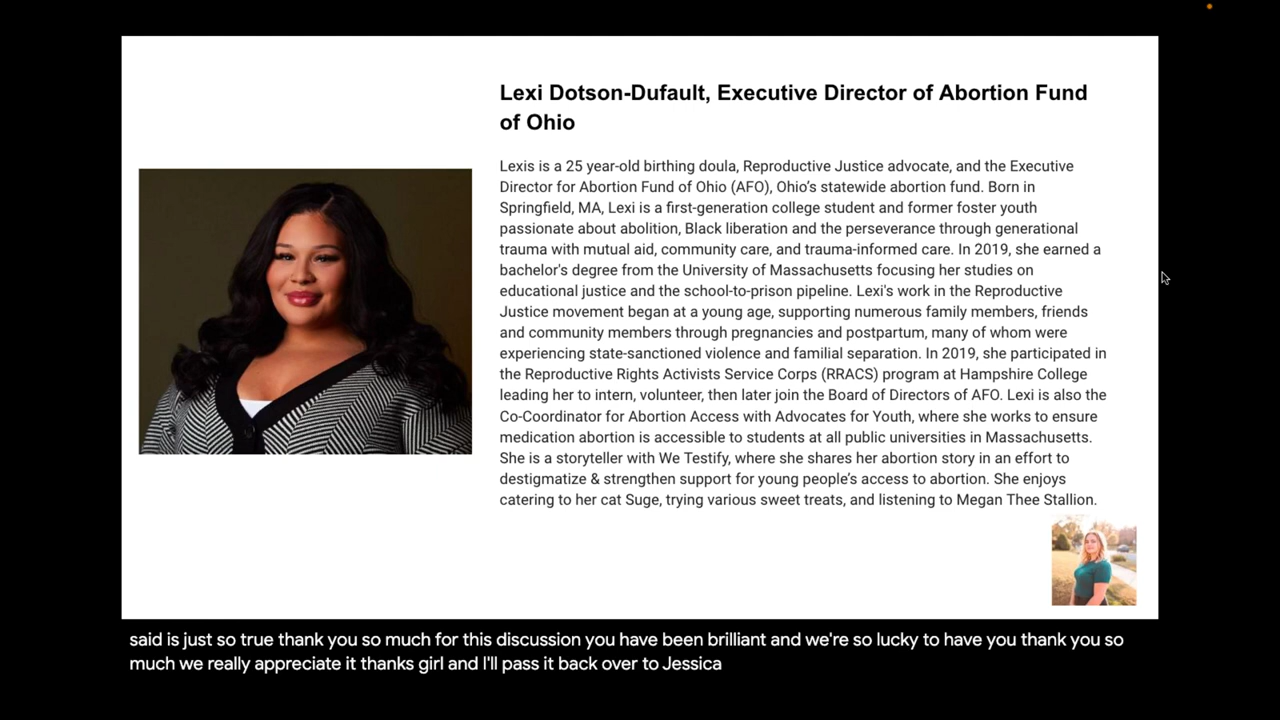 Lexi Dotson-Dufault, Executive Director of Abortion Fund
of Ohio
Lexis is a 25 year-old birthing doula, Reproductive Justice advocate, and the Executive
Director for Abortion Fund of Ohio (AFO), Ohio's statewide abortion fund. Born in
Springfield, MA, Lexi is a first-generation college student and former foster youth
passionate about abolition, Black liberation and the perseverance through generational
trauma with mutual aid, community care, and trauma-informed care. In 2019, she earned a
bachelor's degree from the University of Massachusetts focusing her studies on
educational justice and the school-to-prison pipeline. Lexi's work in the Reproductive
Justice movement began at a young age, supporting numerous family members, friends
and community members through pregnancies and postpartum, many of whom were
experiencing state-sanctioned violence and familial separation. In 2019, she participated in
the Reproductive Rights Activists Service Corps (RRACS) program at Hampshire College
leading her to intern, volunteer, then later join the Board of Directors of AFO. Lexi is also the
Co-Coordinator for Abortion Access with Advocates for Youth, where she works to ensure
medication abortion is accessible to students at all public universities in Massachusetts.
She is a storyteller with We Testify, where she shares her abortion story in an effort to
destigmatize & strengthen support for young people's access to abortion. She enjoys
catering to her cat Suge, trying various sweet treats, and listening to Megan Thee Stallion.
said is just so true thank you so much for this discussion you have been brilliant and we're so lucky to have you thank you so
much we really appreciate it thanks girl and I'll pass it back over to Jessica